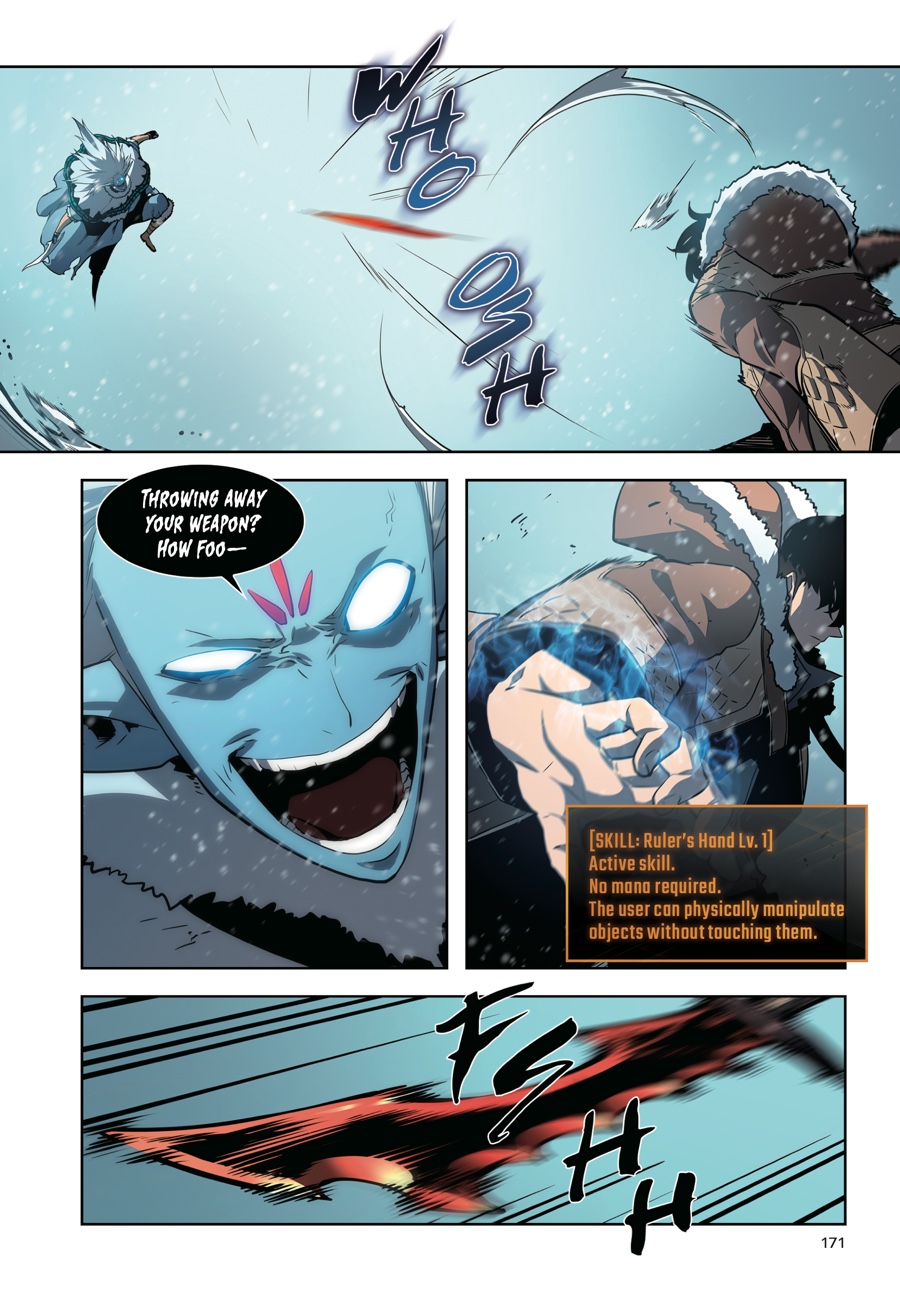 WHOOSH
THROWING AWAY
YOUR WEAPON?
HOW FOO—
[SKILL: Ruler's Hand Lv. 1]
Active skill.
No mana required.
The user can physically manipulate
objects without touching them.
FSHH
171